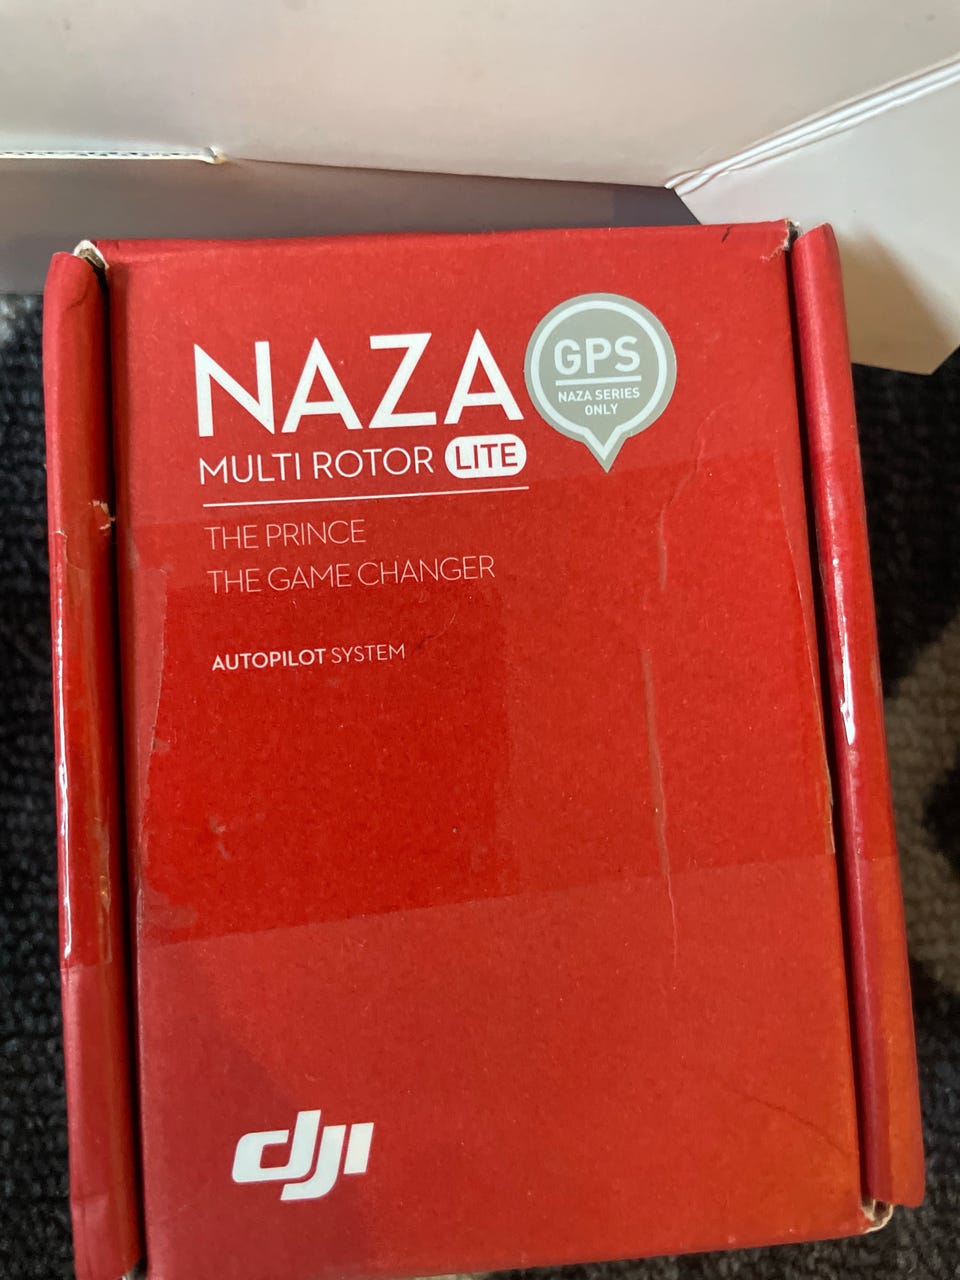 NAZA
MULTI ROTOR LITE
GPS
NAZA SERIES
ONLY
THE PRINCE
THE GAME CHANGER
AUTOPILOT SYSTEM
dji